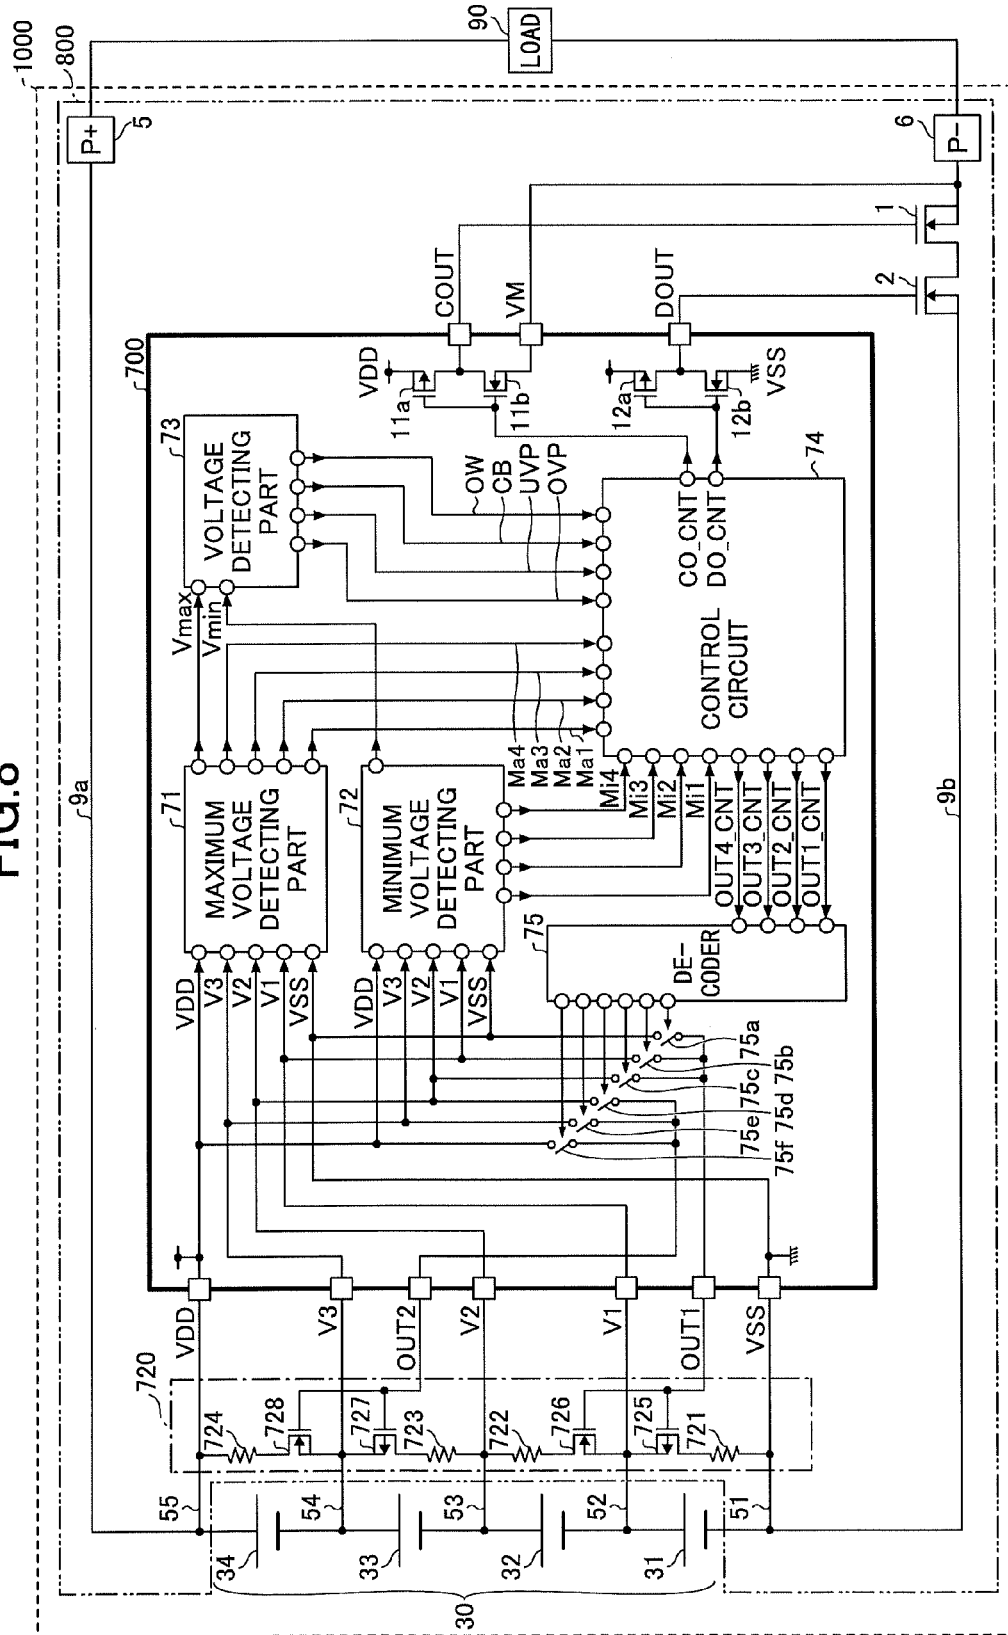 FIG.8
1000
800
90
LOAD
P+
5
6
P−
9a
9b
1
2
700
COUT
VM
DOUT
VDD
11a
11b
12a
12b
VSS
73
VOLTAGE
DETECTING
PART
Vmax
Vmin
OW
CB
UVP
OVP
74
CO_CNT
DO_CNT
CONTROL
CIRCUIT
71
MAXIMUM
VOLTAGE
DETECTING
PART
72
MINIMUM
VOLTAGE
DETECTING
PART
Ma4
Ma3
Ma2
Ma1
Mi4
Mi3
Mi2
Mi1
OUT4_CNT
OUT3_CNT
OUT2_CNT
OUT1_CNT
75
DE-
CODER
VDD
V3
V2
V1
VSS
VDD
V3
V2
V1
VSS
75a
75b
75c
75d
75e
75f
VDD
V3
OUT2
V2
V1
OUT1
VSS
720
724
728
727
723
722
726
725
721
55
54
53
52
51
34
33
32
31
30